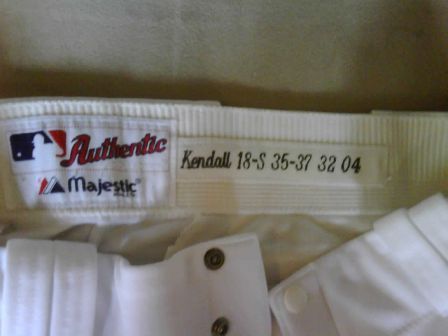 Authentic
Majestic
Kendall 18-S 35-37 32 04